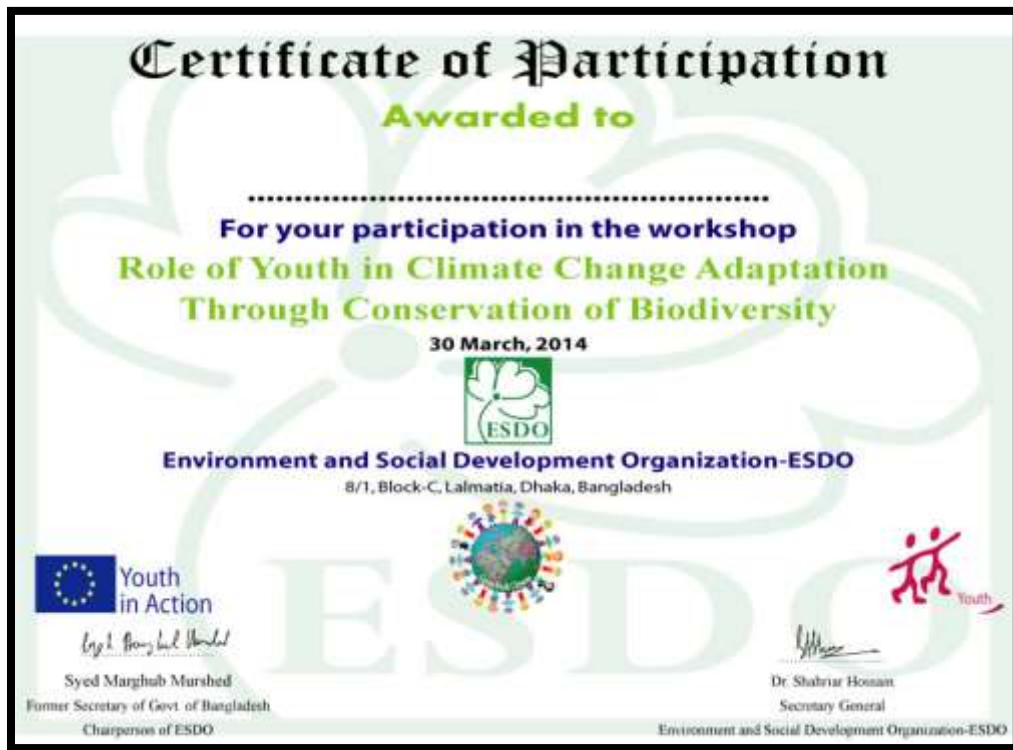 Certificate of Participation
Awarded to
............................................................
For your participation in the workshop
Role of Youth in Climate Change Adaptation
Through Conservation of Biodiversity
30 March, 2014
ESDO
Environment and Social Development Organization-ESDO
8/1, Block-C, Lalmatia, Dhaka, Bangladesh
Youth
in Action
Youth
Syed Marghub Murshed
Former Secretary of Govt. of Bangladesh
Chairperson of ESDO
Dr. Shahriar Hossain
Secretary General
Environment and Social Development Organization-ESDO
ESDO